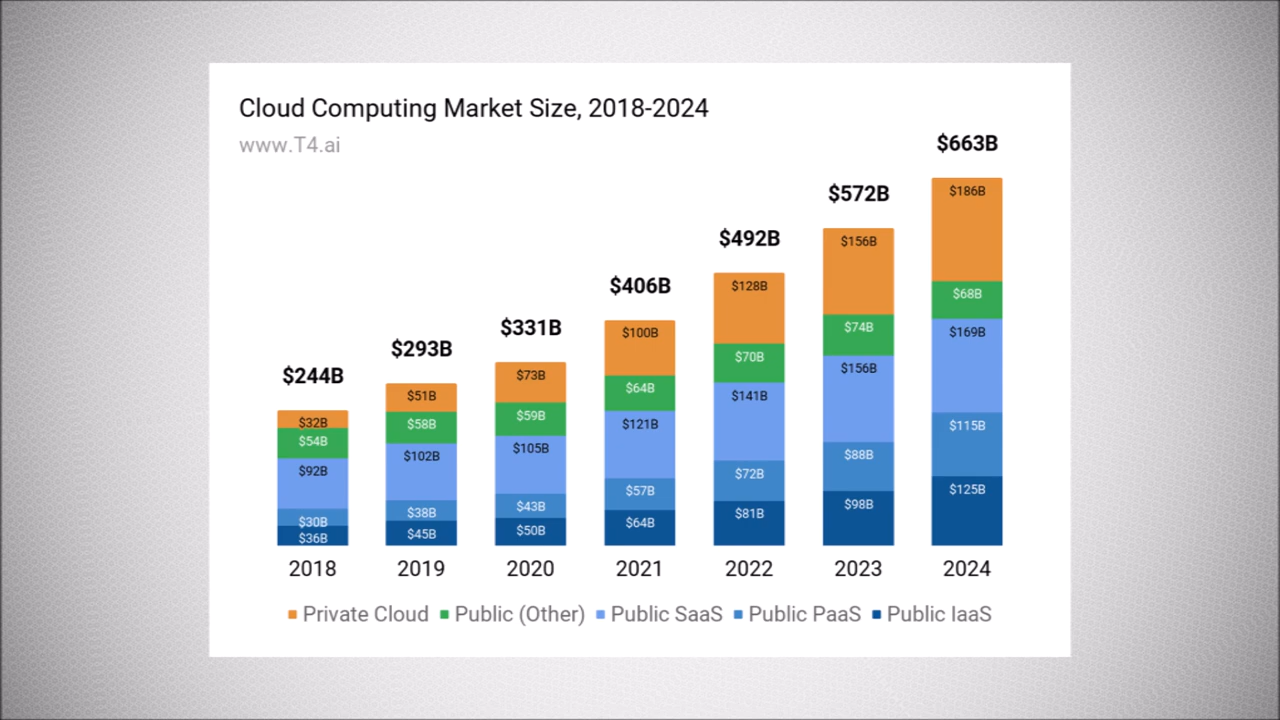 Cloud Computing Market Size, 2018-2024
www.T4.ai
$244B
$32B
$54B
$92B
$30B
$36B
$293B
$51B
$58B
$102B
$38B
$45B
$331B
$73B
$59B
$105B
$43B
$50B
$406B
$100B
$64B
$121B
$57B
$64B
$492B
$128B
$70B
$141B
$72B
$81B
$572B
$156B
$74B
$156B
$88B
$98B
$663B
$186B
$68B
$169B
$115B
$125B
2018 2019 2020 2021 2022 2023 2024
Private Cloud Public (Other) Public SaaS Public PaaS Public IaaS